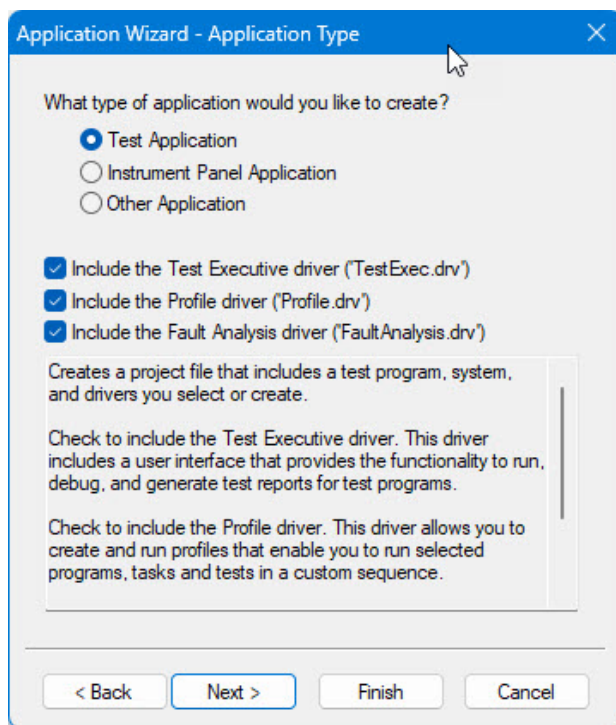 Application Wizard - Application Type
What type of application would you like to create?
Test Application
Instrument Panel Application
Other Application
Include the Test Executive driver ('TestExec.drv')
Include the Profile driver ('Profile.drv')
Include the Fault Analysis driver ('FaultAnalysis.drv')
Creates a project file that includes a test program, system,
and drivers you select or create.
Check to include the Test Executive driver. This driver
includes a user interface that provides the functionality to run,
debug, and generate test reports for test programs.
Check to include the Profile driver. This driver allows you to
create and run profiles that enable you to run selected
programs, tasks and tests in a custom sequence.
< Back
Next >
Finish
Cancel